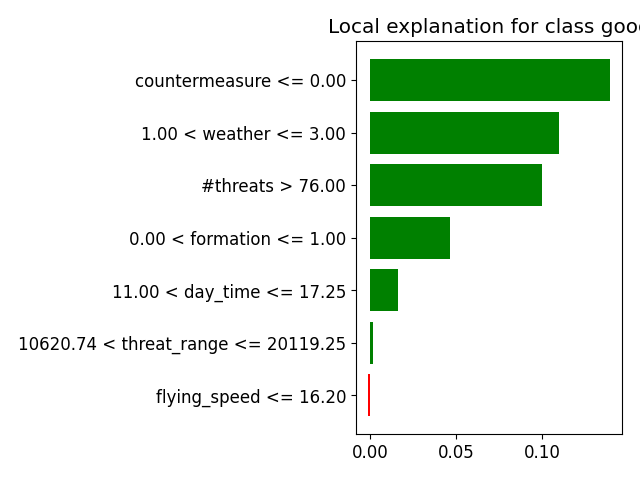 Local explanation for class goo
countermeasure <= 0.00
1.00 < weather <= 3.00
#threats > 76.00
0.00 < formation <= 1.00
11.00 < day_time <= 17.25
10620.74 < threat_range <= 20119.25
flying_speed <= 16.20
0.00 0.05 0.10